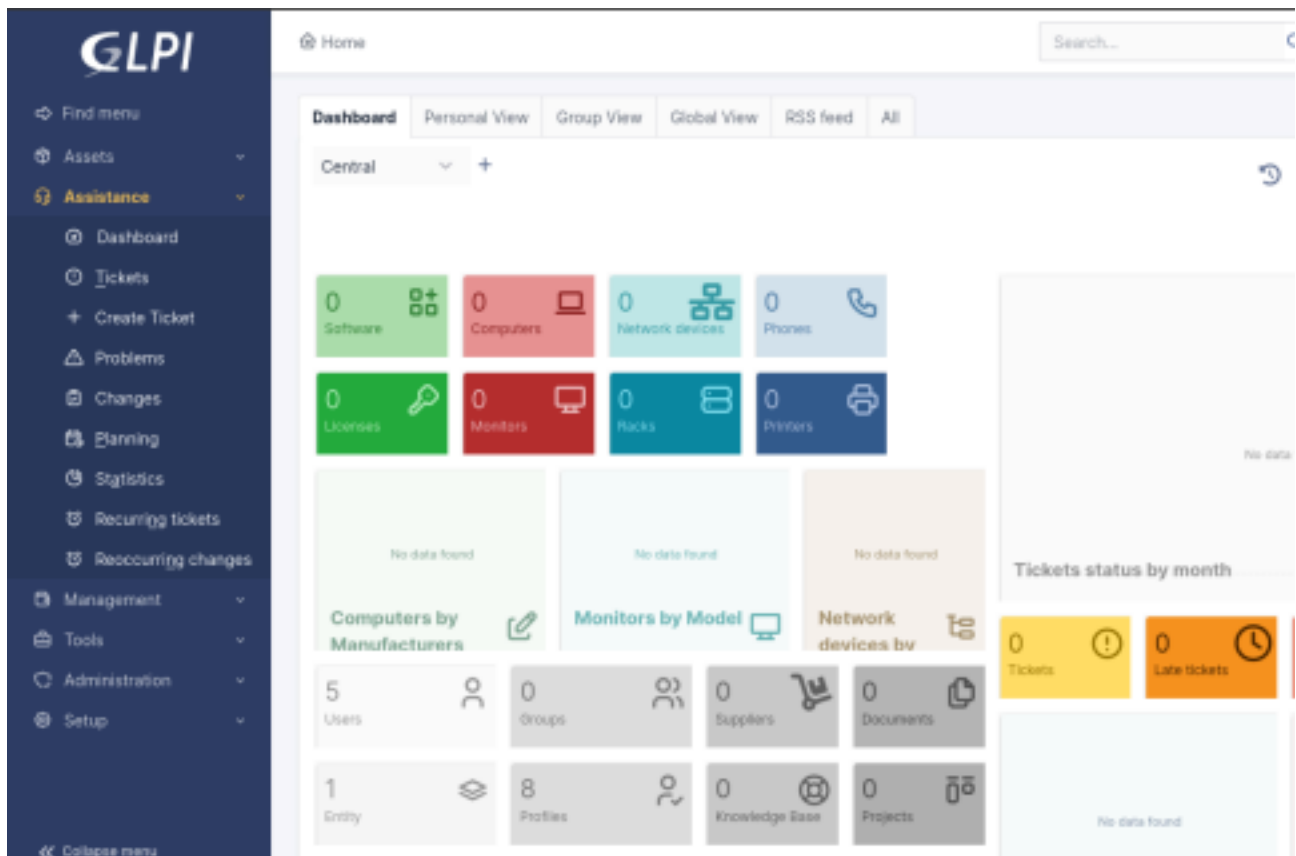 GLPI
Home
Search...
Find menu
Assets
Assistance
Dashboard
Tickets
Create Ticket
Problems
Changes
Planning
Statistics
Recurring tickets
Reoccurring changes
Management
Tools
Administration
Setup
Collapse menu
Dashboard Personal View Group View Global View RSS feed All
Central
0 0 0 0
Software Computers Network devices Phones
0 0 0 0
Licenses Monitors Racks Printers
No data found No data found No data found
Computers by Manufacturers
Monitors by Model
Network devices by
No data
Tickets status by month
5 0 0 0
Users Groups Suppliers Documents
1 8 0 0
Entity Profiles Knowledge Base Projects
0 0
Tickets Late tickets
No data found